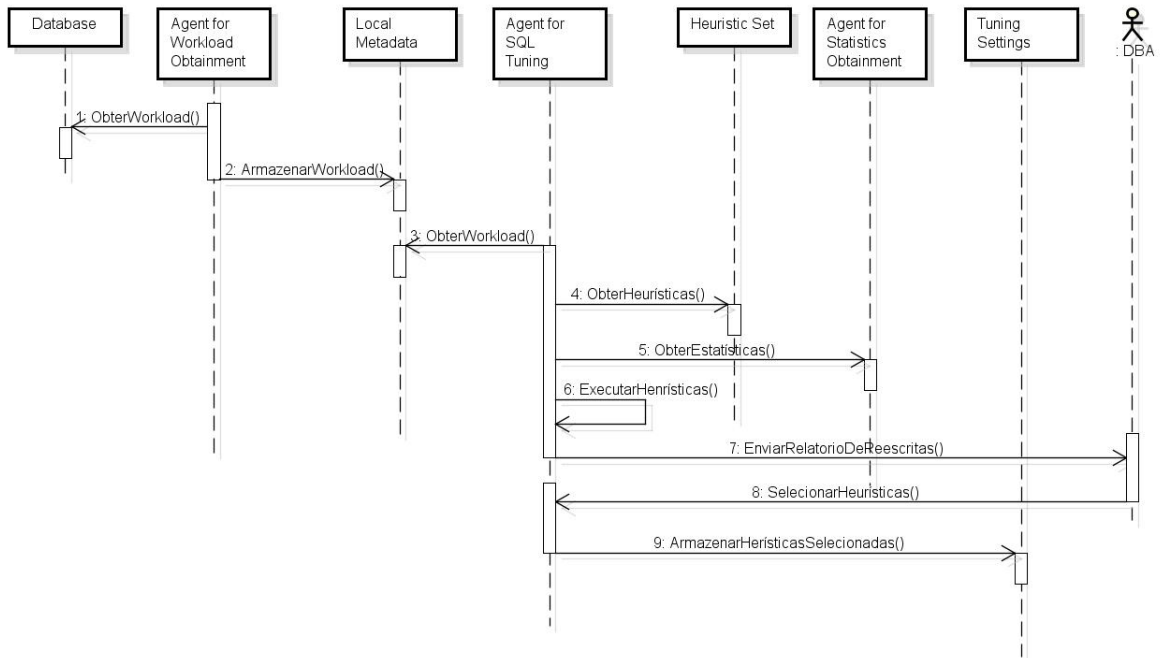 Database
Agent for
Workload
Obtainment
Local
Metadata
Agent for
SQL
Tuning
Heuristic Set
Agent for
Statistics
Obtainment
Tuning
Settings
: DBA
1: ObterWorkload()
2: ArmazenarWorkload()
3: ObterWorkload()
4: ObterHeurísticas()
5: ObterEstatísticas()
6: ExecutarHenrísticas()
7: EnviarRelatorioDeReescritas()
8: SelecionarHeurísticas()
9: ArmazenarHerísticasSelecionadas()